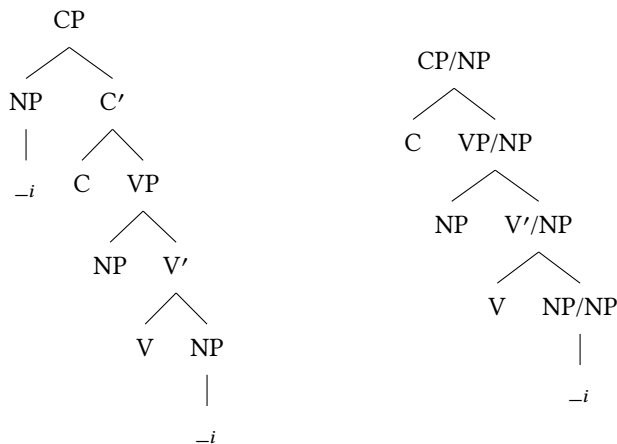 CP
NP C′
_i C VP
NP V′
V NP
_i
CP/NP
C VP/NP
NP V′/NP
V NP/NP
_i